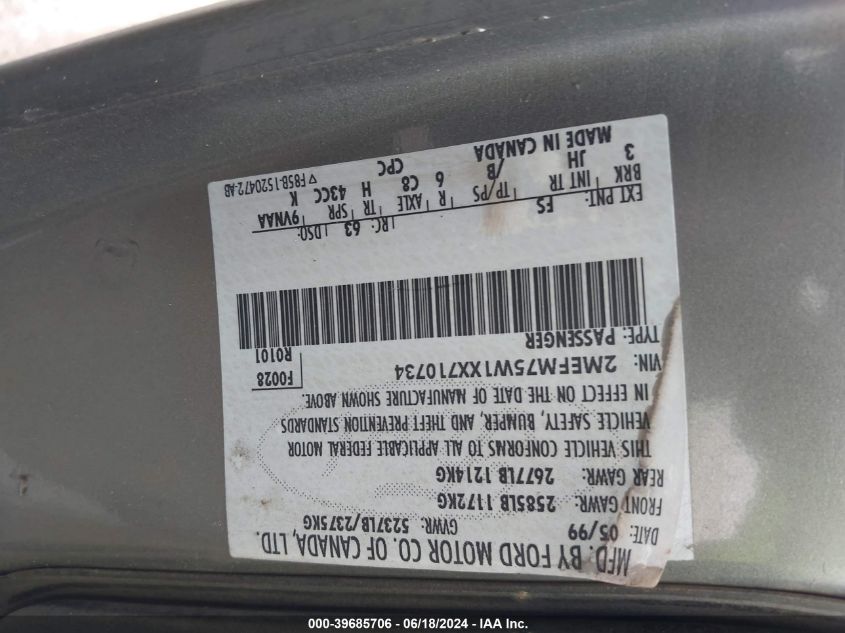 MFD. BY FORD MOTOR CO. OF CANADA, LTD.
DATE: 05/99 GVWR: 5237LB/2375KG
FRONT GAWR: 2585LB 1172KG
REAR GAWR: 2677LB 1214KG
THIS VEHICLE CONFORMS TO ALL APPLICABLE FEDERAL MOTOR
VEHICLE SAFETY, BUMPER, AND THEFT PREVENTION STANDARDS
IN EFFECT ON THE DATE OF MANUFACTURE SHOWN ABOVE.
VIN: 2MEFM75W1XX710734 F0028
TYPE: PASSENGER R0101
LRC: 63 DSO:
EXT PNT: FS 9VNAA
BRK INT TR TP/PS R AXLE TR SPR
3 JH /B 6 C8 H 43CC K
MADE IN CANADA CPC
▽ F85B-1520472-AB
000-39685706 - 06/18/2024 - IAA Inc.